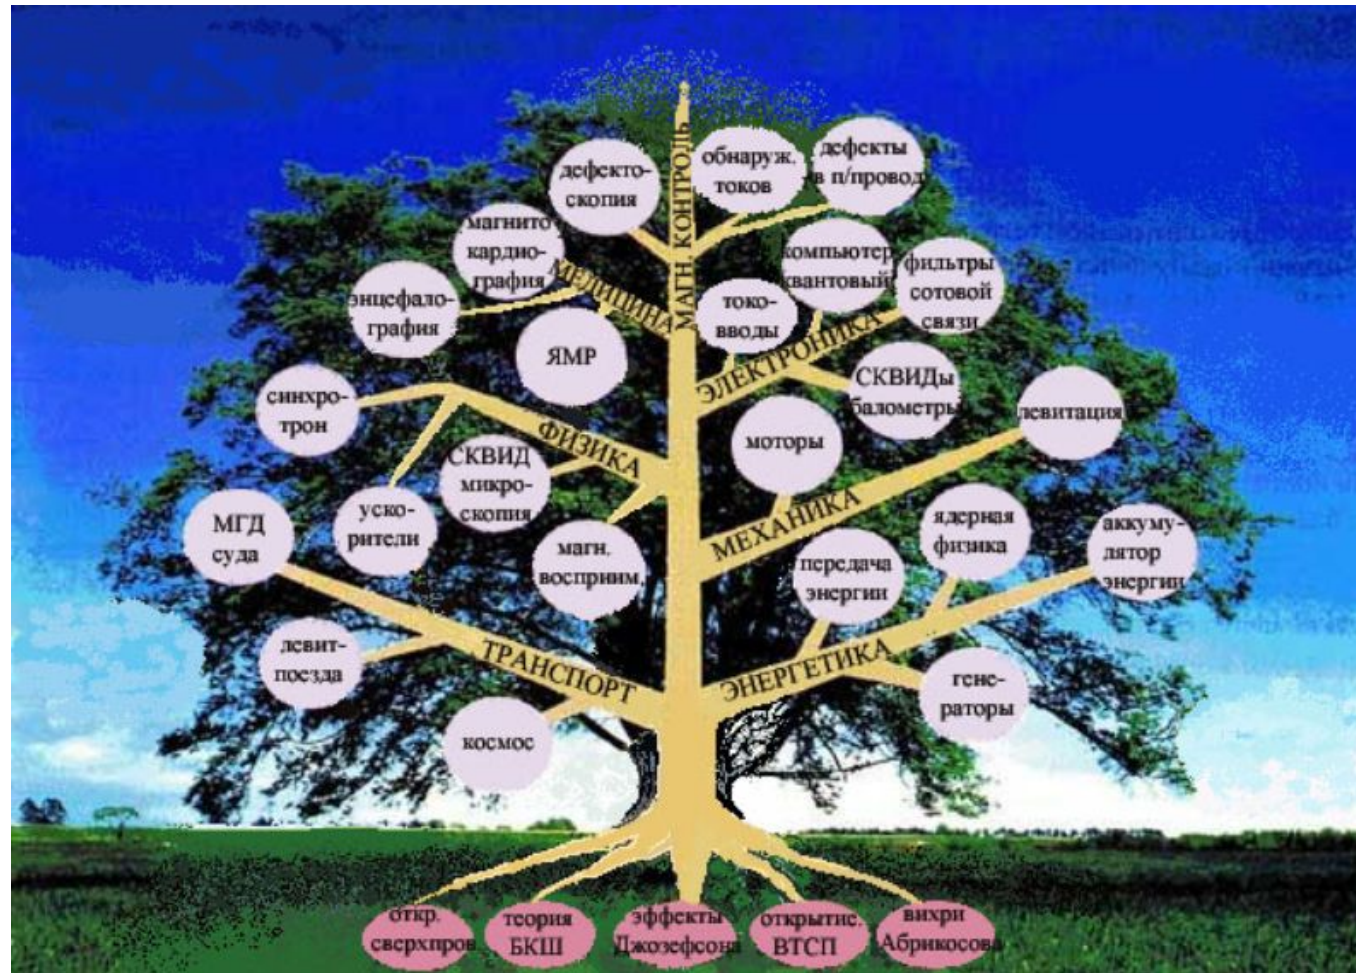 МАГН. КОНТРОЛЬ
дефекто-
скопия
обнаруж.
токов
дефекты
в п/провод
МЕДИЦИНА
магнито
кардио-
графия
энцефало-
графия
ЯМР
ЭЛЕКТРОНИКА
токо-
вводы
компьютер
квантовый
фильтры
сотовой
связи
СКВИДы
балометры
ФИЗИКА
синхро-
трон
уско-
рители
СКВИД
микро-
скопия
магн.
восприим.
МЕХАНИКА
моторы
левитация
ТРАНСПОРТ
МГД
суда
левит-
поезда
космос
ЭНЕРГЕТИКА
передача
энергии
ядерная
физика
аккуму-
лятор
энергии
гене-
раторы
откр.
сверхпров.
теория
БКШ
эффекты
Джозефсона
открытие.
ВТСП
вихри
Абрикосова